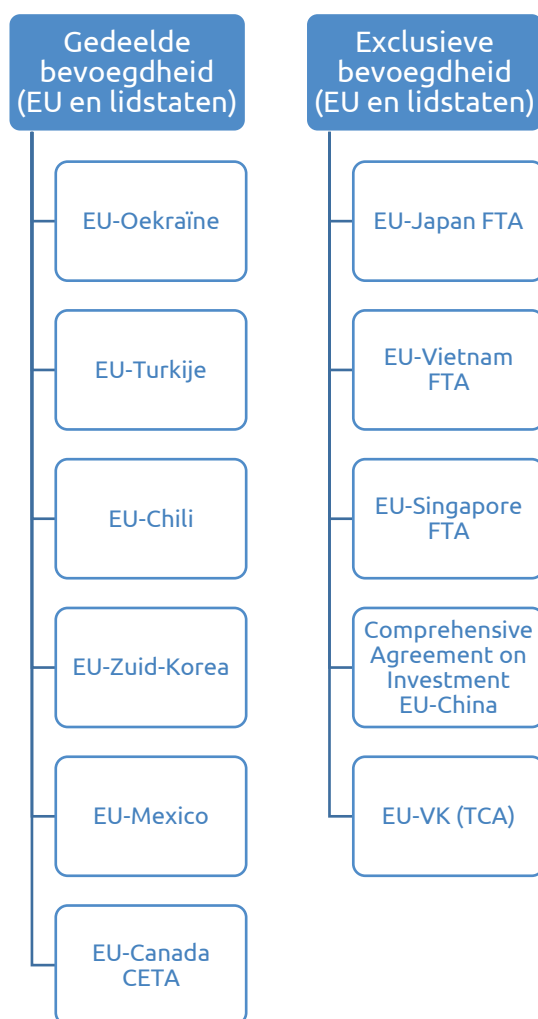 Gedeelde
bevoegdheid
(EU en lidstaten)
EU-Oekraïne
EU-Turkije
EU-Chili
EU-Zuid-Korea
EU-Mexico
EU-Canada
CETA
Exclusieve
bevoegdheid
(EU en lidstaten)
EU-Japan FTA
EU-Vietnam
FTA
EU-Singapore
FTA
Comprehensive
Agreement on
Investment
EU-China
EU-VK (TCA)